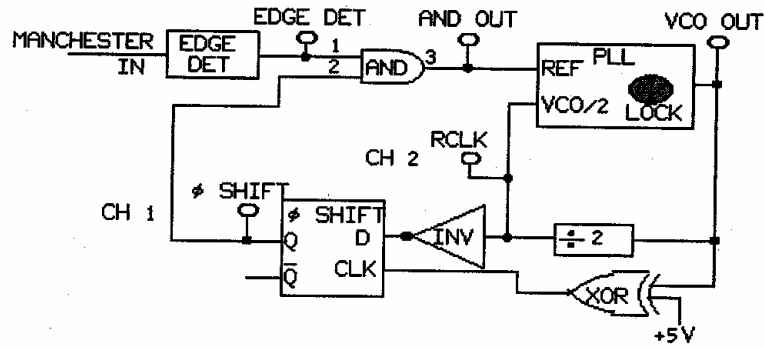 EDGE DET
AND OUT
VCO OUT
MANCHESTER
IN
EDGE
DET
1
2
AND
3
PLL
REF
VCO/2
LOCK
RCLK
CH 2
CH 1
φ SHIFT
φ SHIFT
D
Q
Q̅
CLK
INV
÷ 2
XOR
+5V